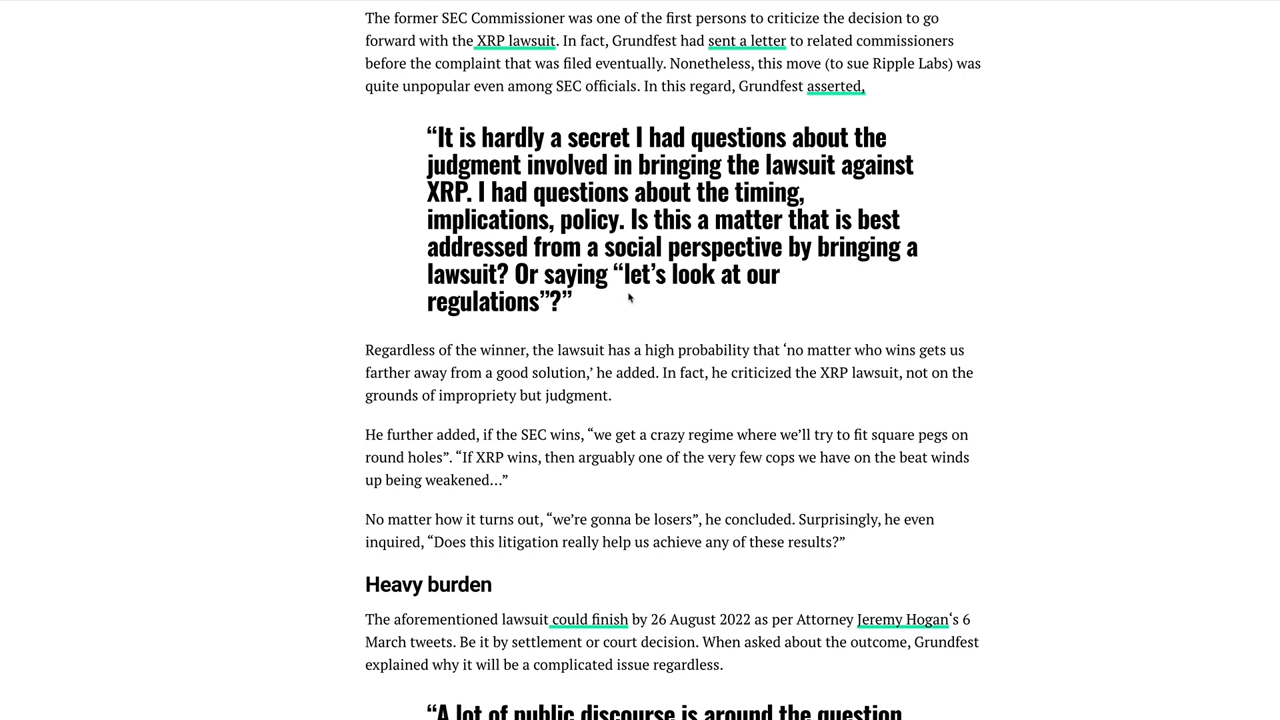 The former SEC Commissioner was one of the first persons to criticize the decision to go
forward with the XRP lawsuit. In fact, Grundfest had sent a letter to related commissioners
before the complaint that was filed eventually. Nonetheless, this move (to sue Ripple Labs) was
quite unpopular even among SEC officials. In this regard, Grundfest asserted,
“It is hardly a secret I had questions about the
judgment involved in bringing the lawsuit against
XRP. I had questions about the timing,
implications, policy. Is this a matter that is best
addressed from a social perspective by bringing a
lawsuit? Or saying “let’s look at our
regulations”?”
Regardless of the winner, the lawsuit has a high probability that ‘no matter who wins gets us
farther away from a good solution,’ he added. In fact, he criticized the XRP lawsuit, not on the
grounds of impropriety but judgment.
He further added, if the SEC wins, “we get a crazy regime where we’ll try to fit square pegs on
round holes”. “If XRP wins, then arguably one of the very few cops we have on the beat winds
up being weakened…”
No matter how it turns out, “we’re gonna be losers”, he concluded. Surprisingly, he even
inquired, “Does this litigation really help us achieve any of these results?”
Heavy burden
The aforementioned lawsuit could finish by 26 August 2022 as per Attorney Jeremy Hogan‘s 6
March tweets. Be it by settlement or court decision. When asked about the outcome, Grundfest
explained why it will be a complicated issue regardless.
“A lot of public discourse is around the question